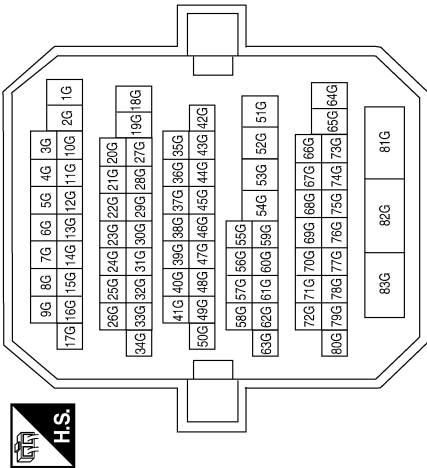 1G
2G
3G 4G 5G 6G 7G 8G 9G
10G 11G 12G 13G 14G 15G 16G 17G
18G
19G
20G 21G 22G 23G 24G 25G 26G
27G 28G 29G 30G 31G 32G 33G 34G
35G 36G 37G 38G 39G 40G 41G
42G 43G 44G 45G 46G 47G 48G 49G 50G
51G 52G 53G 54G
55G 56G 57G 58G
59G 60G 61G 62G 63G
64G
65G
66G 67G 68G 69G 70G 71G 72G
73G 74G 75G 76G 77G 78G 79G 80G
81G 82G 83G
H.S.